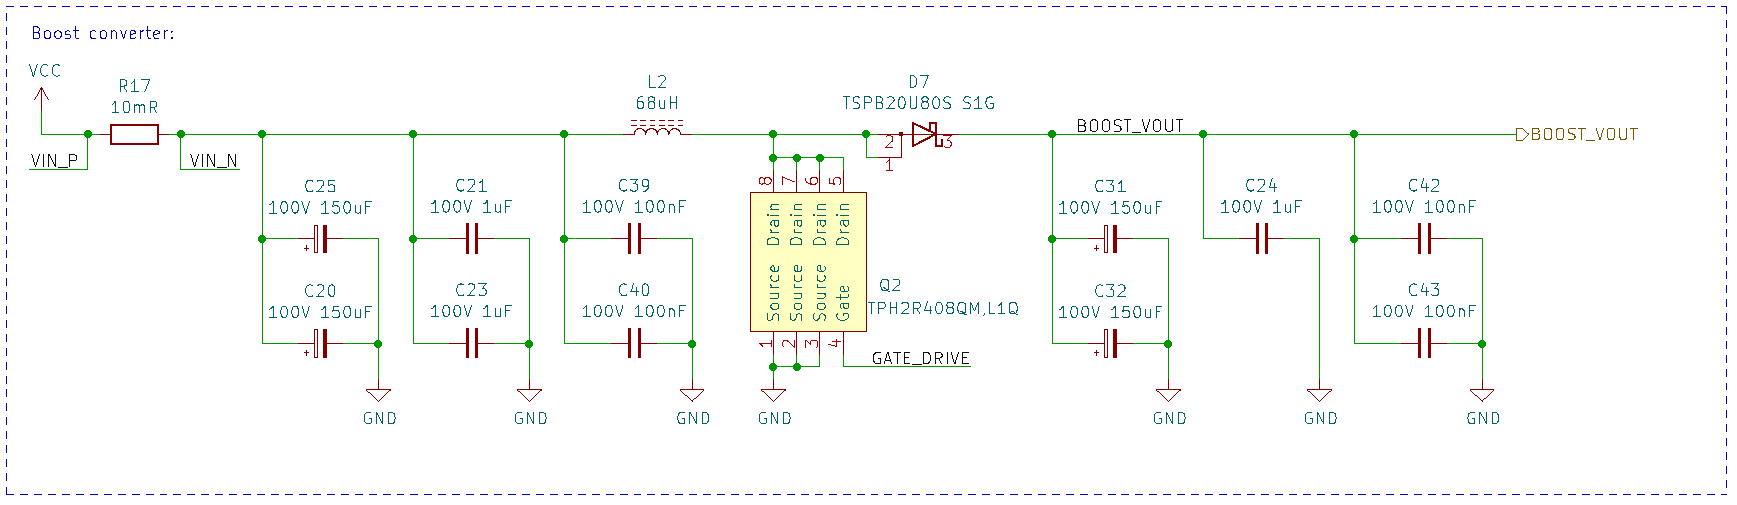 Boost converter:
VCC
R17
10mR
VIN_P
VIN_N
L2
68uH
D7
TSPB20U80S S1G
2
1
3
BOOST_VOUT
BOOST_VOUT
C25
100V 150uF
+
C20
100V 150uF
+
GND
C21
100V 1uF
C23
100V 1uF
GND
C39
100V 100nF
C40
100V 100nF
GND
8 7 6 5
Drain Drain Drain Drain
Source Source Source Gate
1 2 3 4
Q2
TPH2R408QM,L1Q
GATE_DRIVE
GND
C31
100V 150uF
+
C32
100V 150uF
+
GND
C24
100V 1uF
GND
C42
100V 100nF
C43
100V 100nF
GND